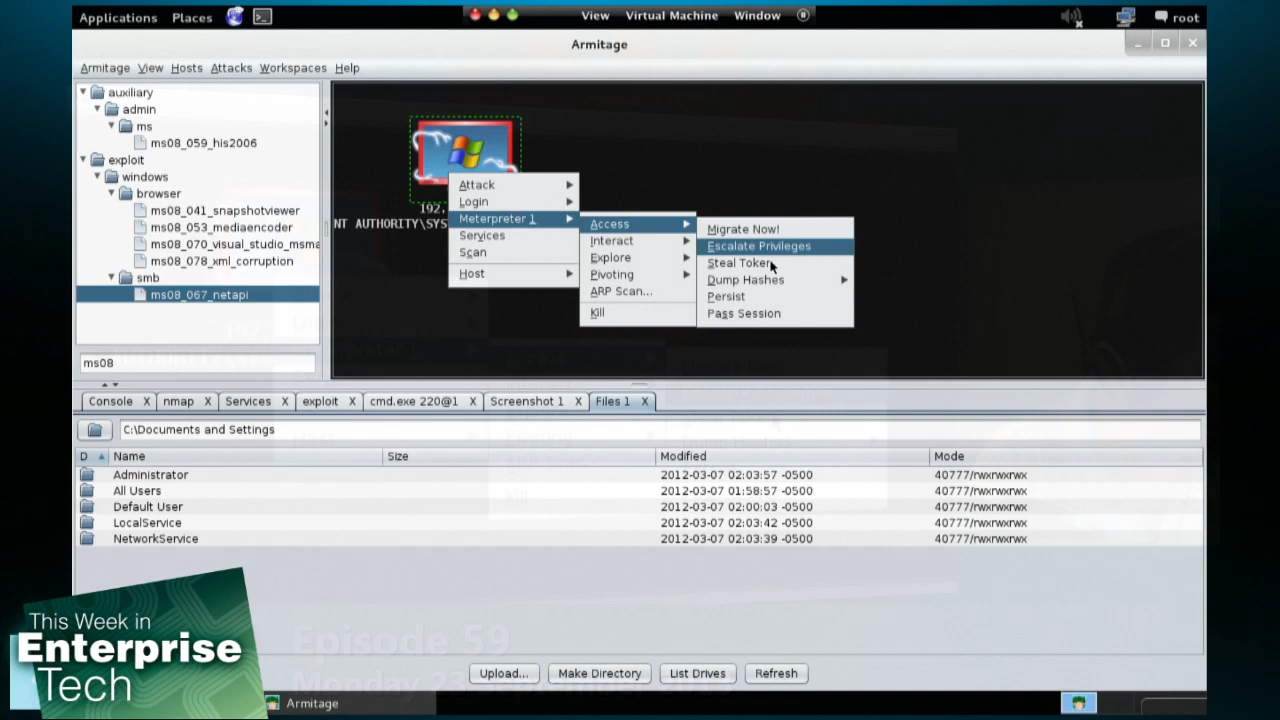 Applications Places View Virtual Machine Window root
Armitage
Armitage View Hosts Attacks Workspaces Help
auxiliary
admin
ms
ms08_059_his2006
exploit
windows
browser
ms08_041_snapshotviewer
ms08_053_mediaencoder
ms08_070_visual_studio_msma
ms08_078_xml_corruption
smb
ms08_067_netapi
ms08
192.
NT AUTHORITY\SYS
Attack
Login
Meterpreter 1
Services
Scan
Host
Access
Interact
Explore
Pivoting
ARP Scan...
Kill
Migrate Now!
Escalate Privileges
Steal Token
Dump Hashes
Persist
Pass Session
Console X nmap X Services X exploit X cmd.exe 220@1 X Screenshot 1 X Files 1 X
C:\Documents and Settings
D Name Size Modified Mode
Administrator 2012-03-07 02:03:57 -0500 40777/rwxrwxrwx
All Users 2012-03-07 01:58:57 -0500 40777/rwxrwxrwx
Default User 2012-03-07 02:00:03 -0500 40777/rwxrwxrwx
LocalService 2012-03-07 02:03:42 -0500 40777/rwxrwxrwx
NetworkService 2012-03-07 02:03:39 -0500 40777/rwxrwxrwx
Episode 59
Monday 23
Upload... Make Directory List Drives Refresh
Armitage
This Week in
Enterprise
Tech